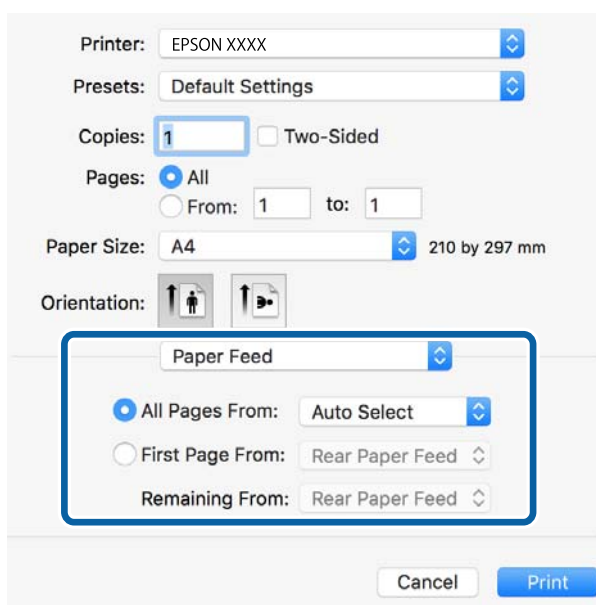 Printer: EPSON XXXX
Presets: Default Settings
Copies: 1 Two-Sided
Pages: All
From: 1 to: 1
Paper Size: A4 210 by 297 mm
Orientation:
Paper Feed
All Pages From: Auto Select
First Page From: Rear Paper Feed
Remaining From: Rear Paper Feed
Cancel Print